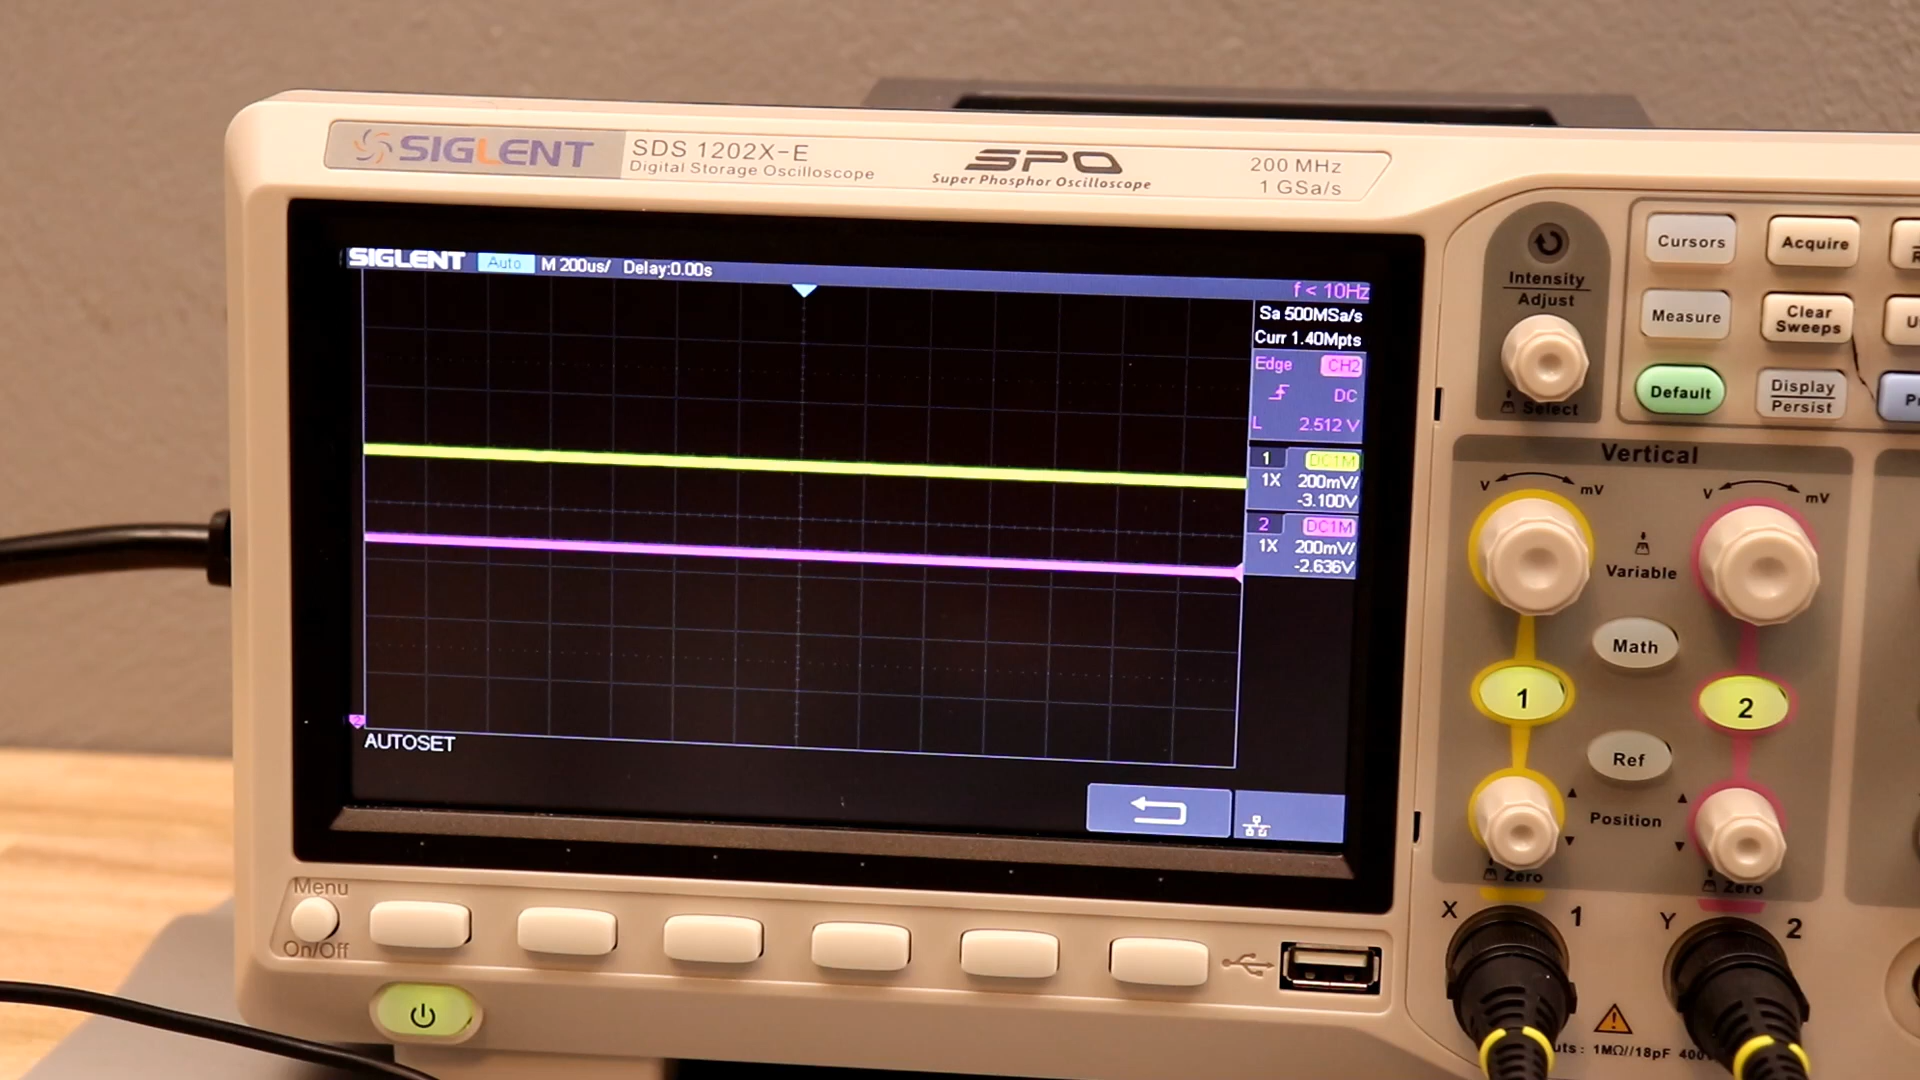 SIGLENT
SDS 1202X-E
Digital Storage Oscilloscope
SPO
Super Phosphor Oscilloscope
200 MHz
1 GSa/s
SIGLENT Auto M 200us/ Delay:0.00s
f < 10Hz
Sa 500MSa/s
Curr 1.40Mpts
Edge CH2
DC
L 2.512 V
1 DC1M
1X 200mV/
-3.100V
2 DC1M
1X 200mV/
-2.636V
2
AUTOSET
Menu
On/Off
Intensity
Adjust
Select
Cursors
Acquire
Measure
Clear
Sweeps
Default
Display
Persist
Vertical
V mV
V mV
Variable
Math
1
2
Ref
Position
Zero
Zero
X 1
Y 2
1MΩ//18pF